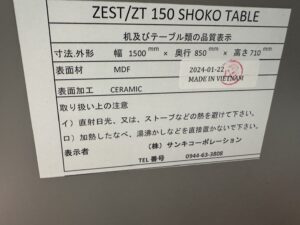 ZEST/ZT 150 SHOKO TABLE
机及びテーブル類の品質表示
寸法.外形 幅 1500 mm × 奥行 850 mm × 高さ 710 mm
表面材 MDF
2024-01-22
MADE IN VIETNAM
表面加工 CERAMIC
取り扱い上の注意
イ）直射日光、又は、ストーブなどの熱を避けて下さい。
ロ）加熱したなべ、湯沸かしなどを直接置かないで下さい。
表示者 （株）サンキコーポレーション
TEL 番号 0944-63-3808